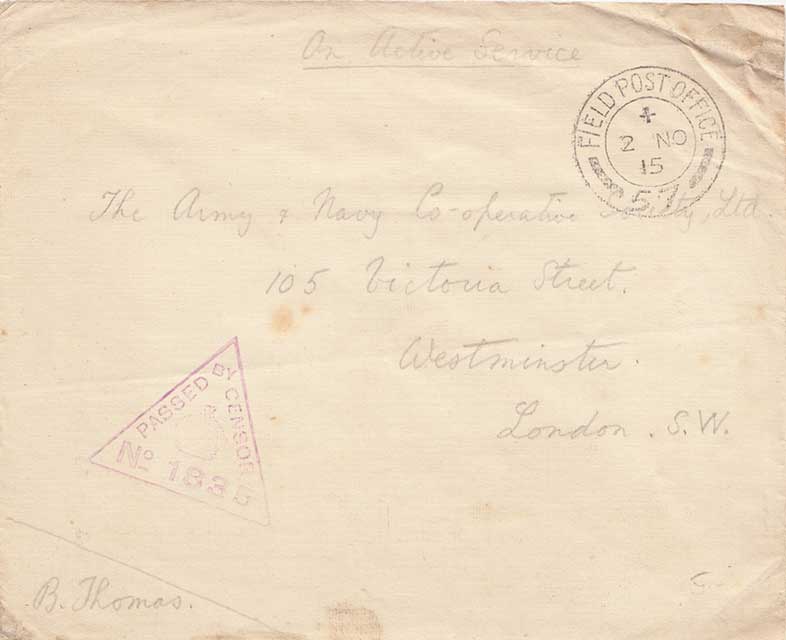 On Active Service
FIELD POST OFFICE
2 NO
15
57
The Army & Navy Co-operative Society, Ltd.
105 Victoria Street.
Westminster.
London. S.W.
PASSED BY CENSOR
No 1835
B. Thomas.